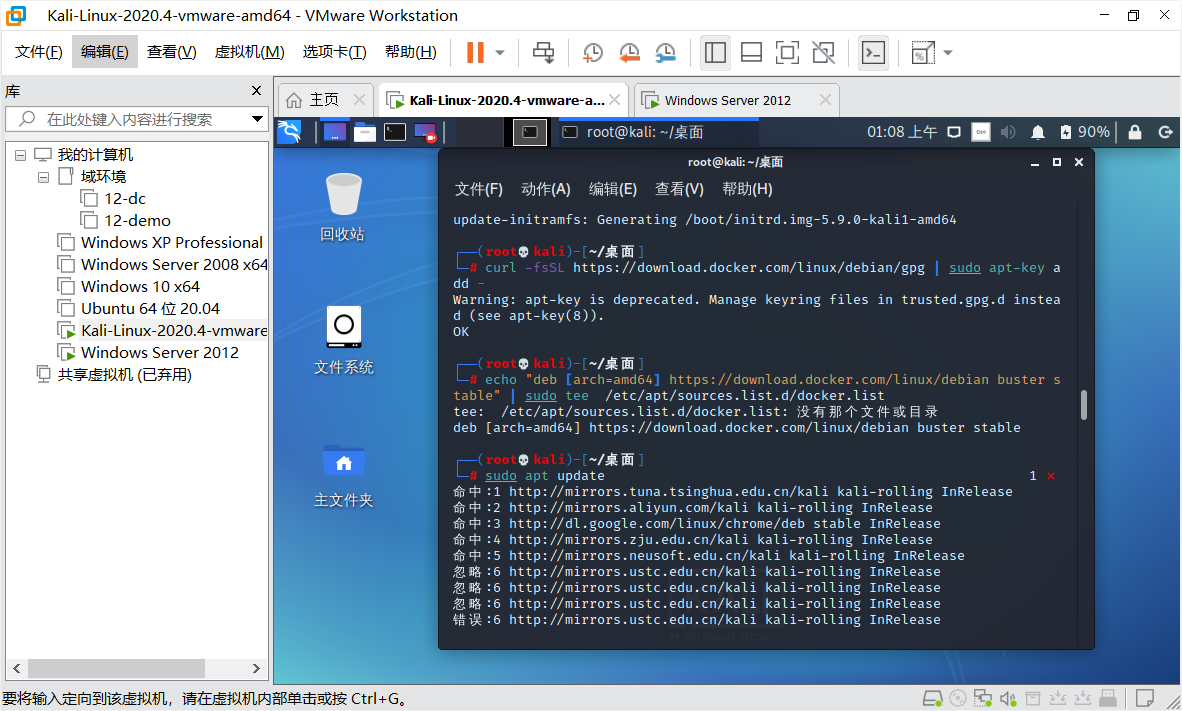 Kali-Linux-2020.4-vmware-amd64 - VMware Workstation
文件(F) 编辑(E) 查看(V) 虚拟机(M) 选项卡(T) 帮助(H)
库
在此处键入内容进行搜索
我的计算机
域环境
12-dc
12-demo
Windows XP Professional
Windows Server 2008 x64
Windows 10 x64
Ubuntu 64 位 20.04
Kali-Linux-2020.4-vmware
Windows Server 2012
共享虚拟机 (已弃用)
主页 Kali-Linux-2020.4-vmware-a... Windows Server 2012
root@kali: ~/桌面 01:08 上午 Ctrl 90%
回收站
文件系统
主文件夹
root@kali: ~/桌面
文件(F) 动作(A) 编辑(E) 查看(V) 帮助(H)
update-initramfs: Generating /boot/initrd.img-5.9.0-kali1-amd64
┌──(root💀kali)-[~/桌面]
└─# curl -fsSL https://download.docker.com/linux/debian/gpg | sudo apt-key a
dd -
Warning: apt-key is deprecated. Manage keyring files in trusted.gpg.d instea
d (see apt-key(8)).
OK
┌──(root💀kali)-[~/桌面]
└─# echo "deb [arch=amd64] https://download.docker.com/linux/debian buster s
table" | sudo tee  /etc/apt/sources.list.d/docker.list
tee:  /etc/apt/sources.list.d/docker.list: 没有那个文件或目录
deb [arch=amd64] https://download.docker.com/linux/debian buster stable
┌──(root💀kali)-[~/桌面]
└─# sudo apt update 1 ⨯
命中:1 http://mirrors.tuna.tsinghua.edu.cn/kali kali-rolling InRelease
命中:2 http://mirrors.aliyun.com/kali kali-rolling InRelease
命中:3 http://dl.google.com/linux/chrome/deb stable InRelease
命中:4 http://mirrors.zju.edu.cn/kali kali-rolling InRelease
命中:5 http://mirrors.neusoft.edu.cn/kali kali-rolling InRelease
忽略:6 http://mirrors.ustc.edu.cn/kali kali-rolling InRelease
忽略:6 http://mirrors.ustc.edu.cn/kali kali-rolling InRelease
忽略:6 http://mirrors.ustc.edu.cn/kali kali-rolling InRelease
错误:6 http://mirrors.ustc.edu.cn/kali kali-rolling InRelease
要将输入定向到该虚拟机，请在虚拟机内部单击或按 Ctrl+G。